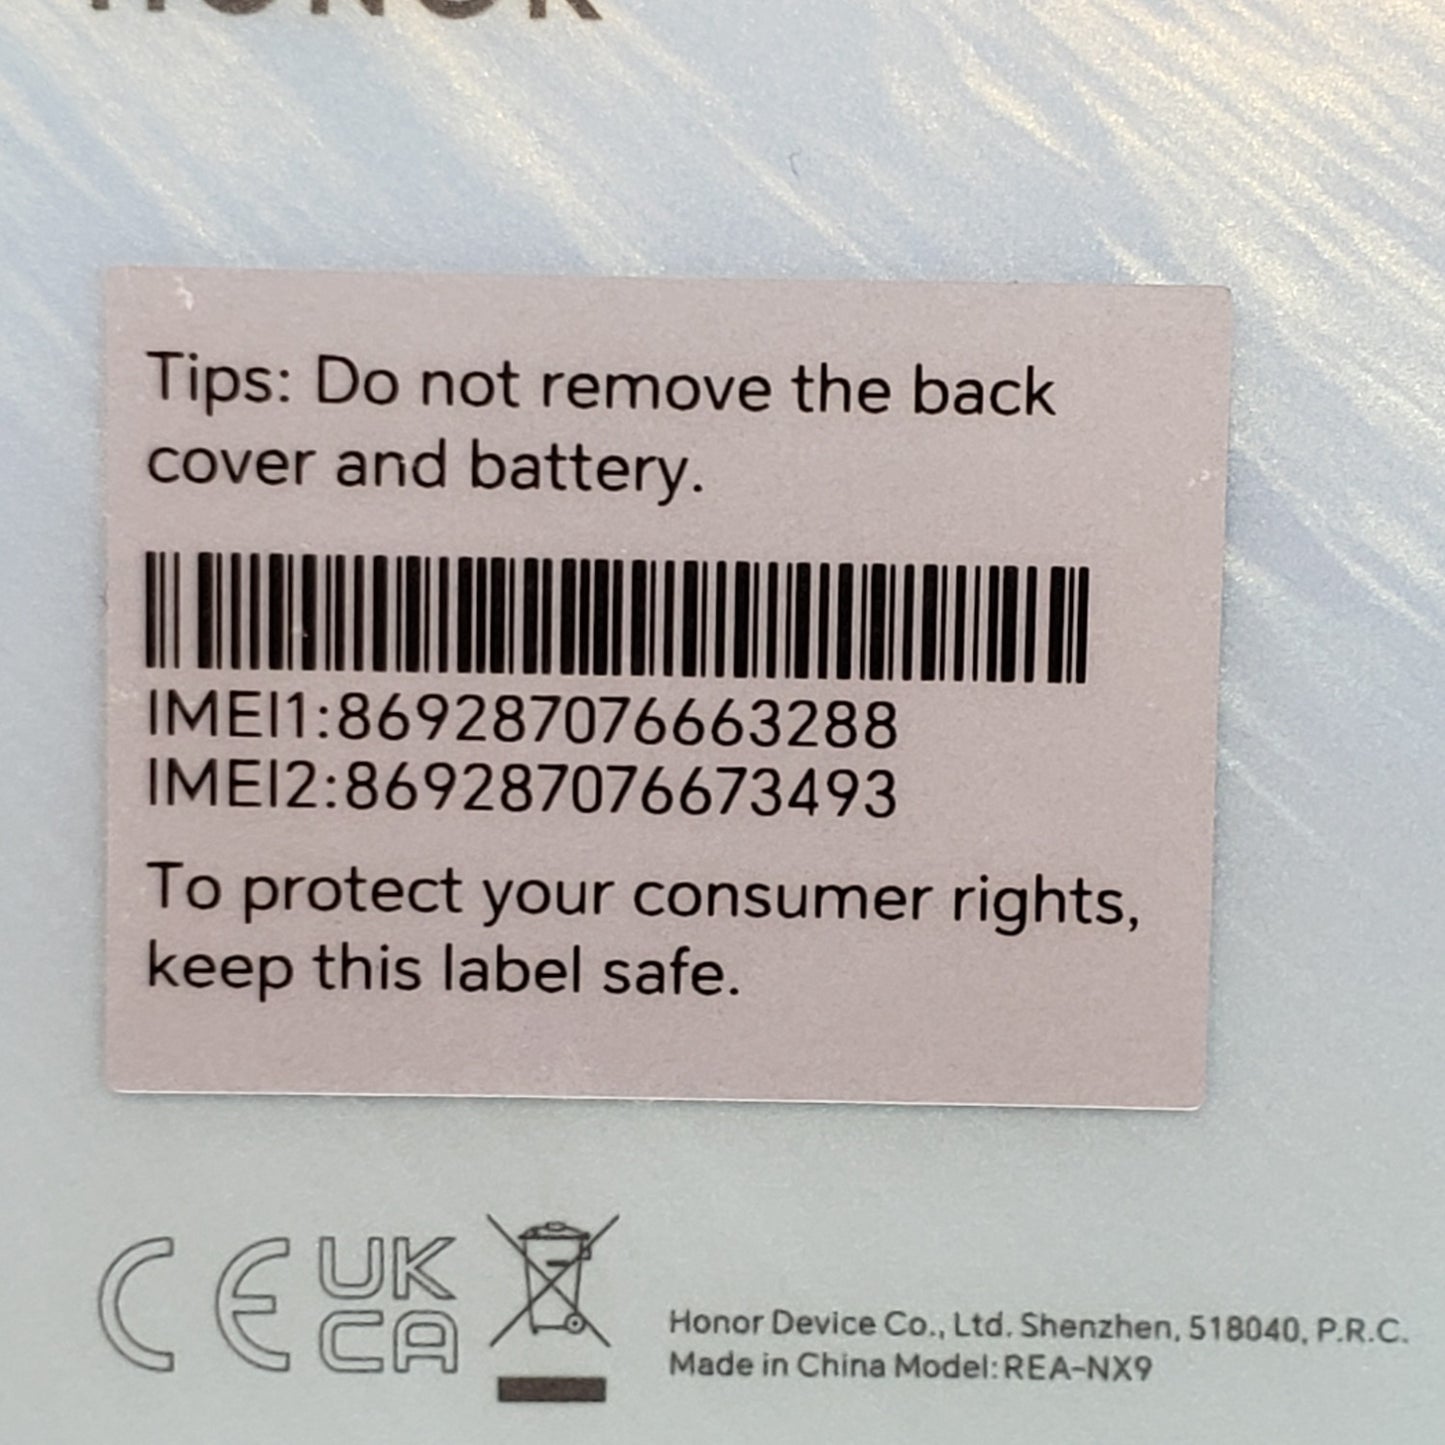 HONOR
Tips: Do not remove the back
cover and battery.
IMEI1:869287076663288
IMEI2:869287076673493
To protect your consumer rights,
keep this label safe.
CE UK
CA
Honor Device Co., Ltd. Shenzhen, 518040, P.R.C.
Made in China Model: REA-NX9